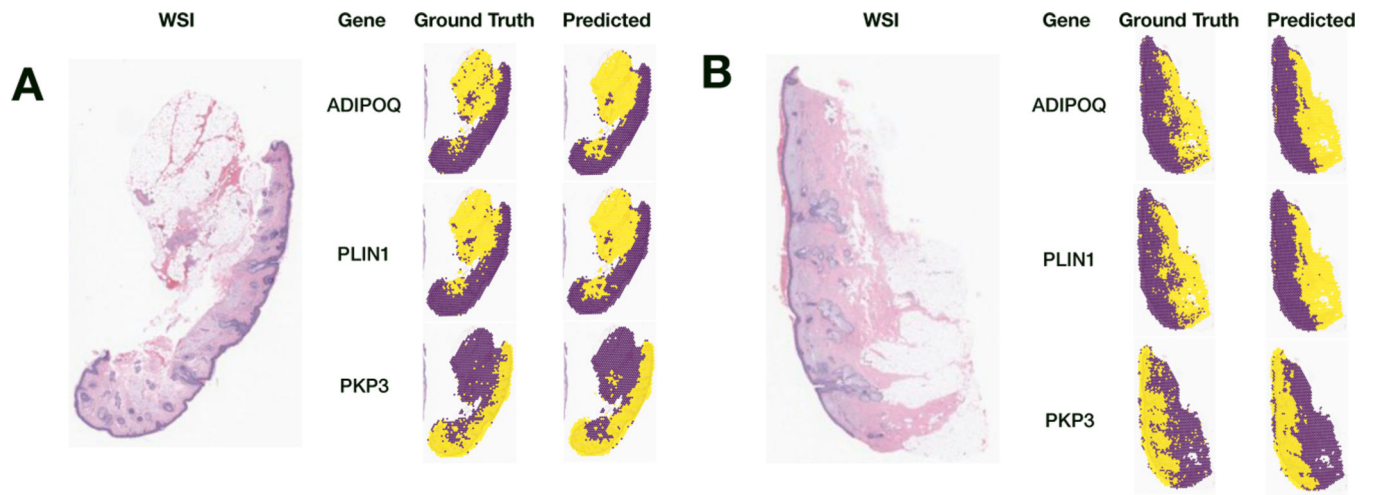 WSI Gene Ground Truth Predicted WSI Gene Ground Truth Predicted
A
B
ADIPOQ
PLIN1
PKP3
ADIPOQ
PLIN1
PKP3